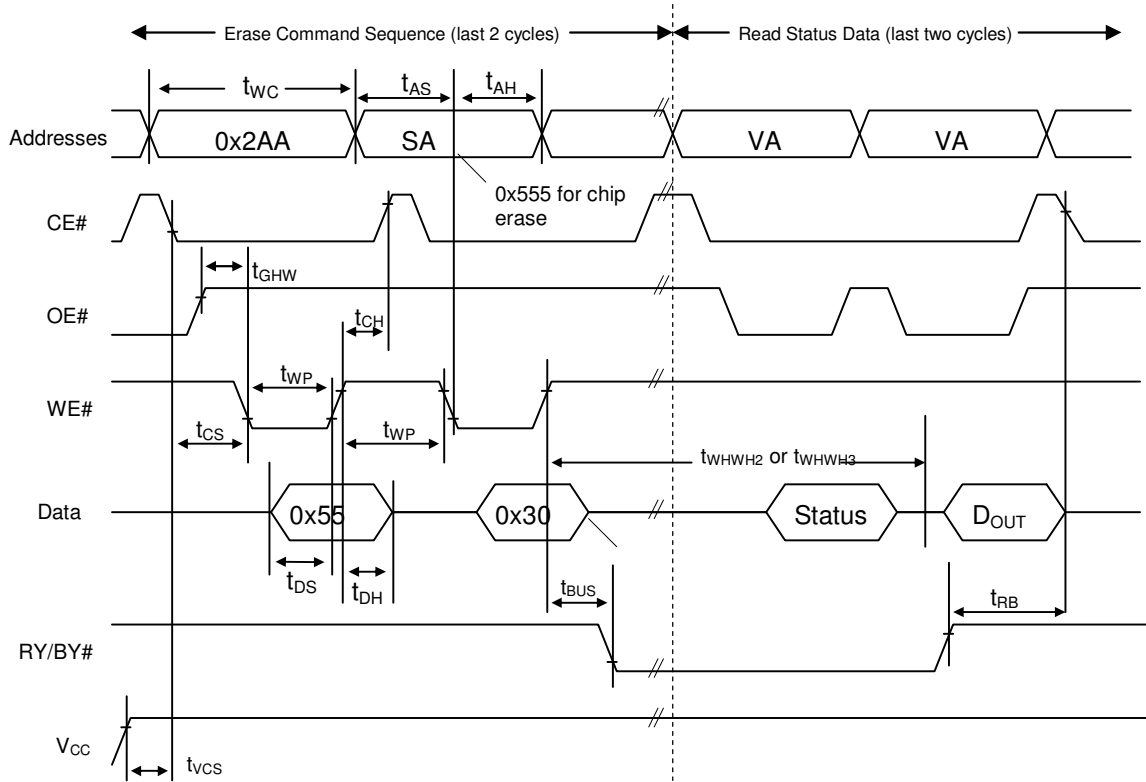 Erase Command Sequence (last 2 cycles)
Read Status Data (last two cycles)
tWC
tAS
tAH
Addresses
0x2AA
SA
VA
VA
0x555 for chip
erase
CE#
tGHW
OE#
tCH
tWP
WE#
tCS
tWP
tWHWH2 or tWHWH3
Data
0x55
0x30
Status
DOUT
tDS
tDH
tBUS
tRB
RY/BY#
VCC
tVCS